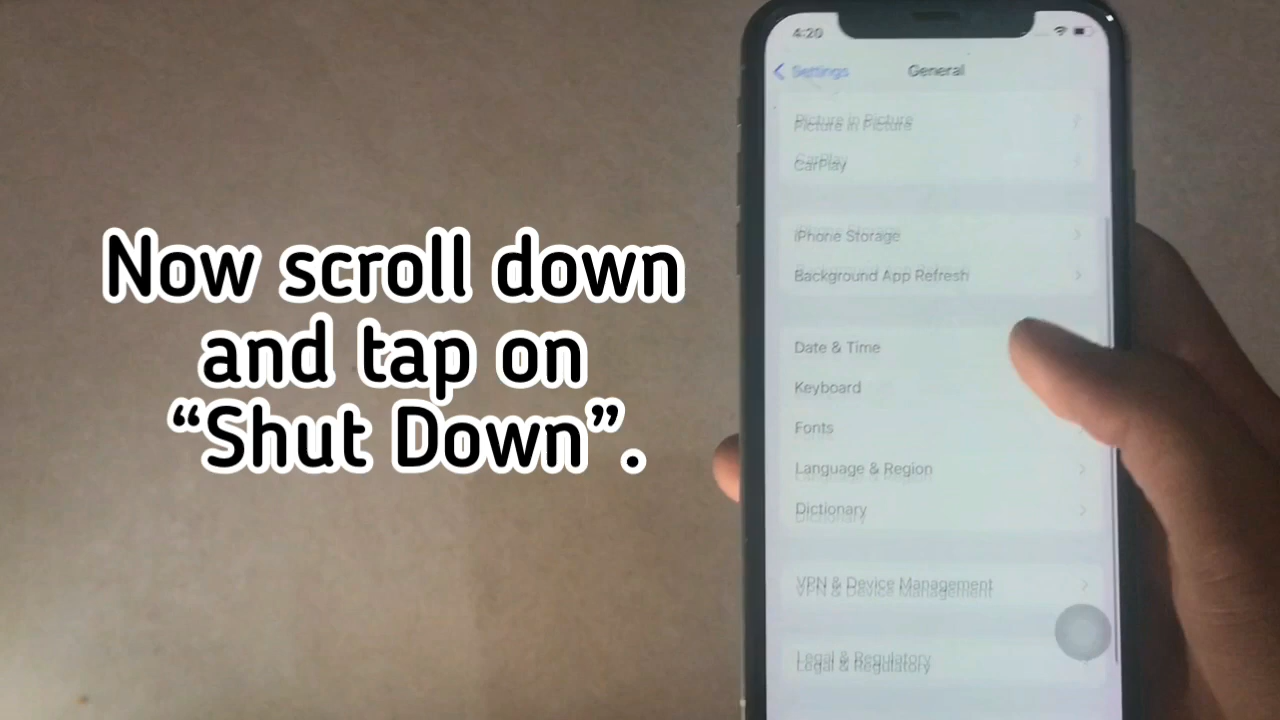 Now scroll down
and tap on
“Shut Down”.
4:20
Settings
General
Picture in Picture
CarPlay
iPhone Storage
Background App Refresh
Date & Time
Keyboard
Fonts
Language & Region
Dictionary
VPN & Device Management
Legal & Regulatory